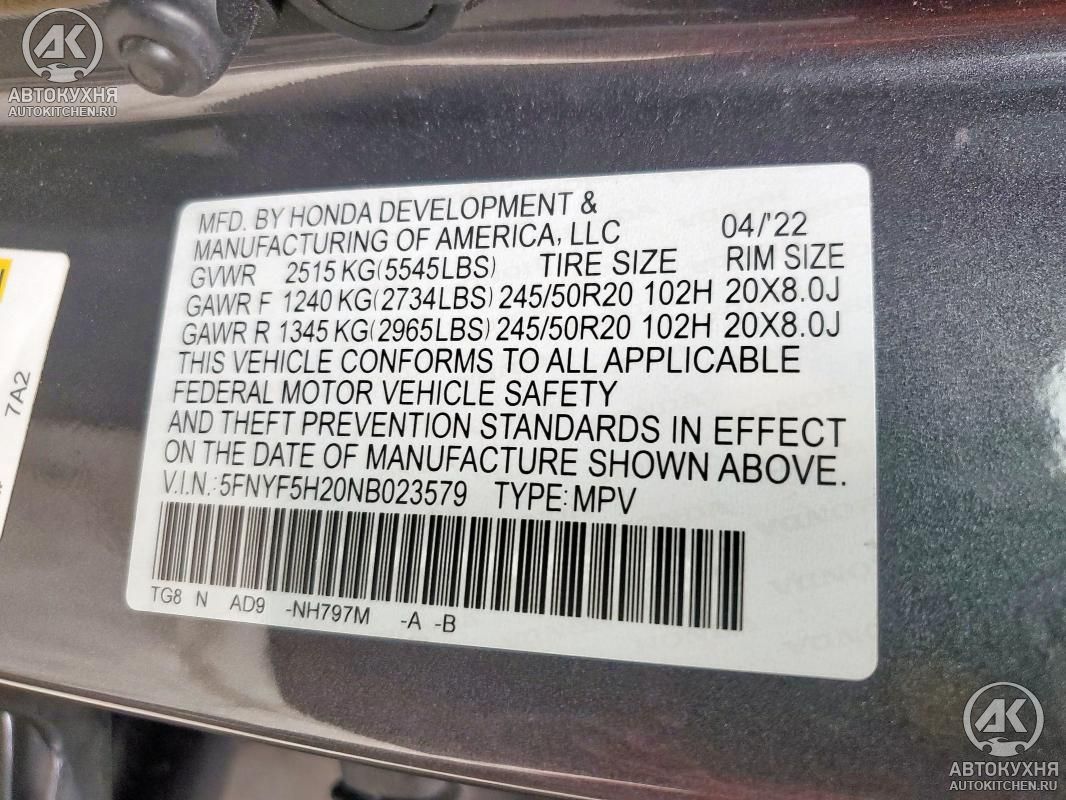 AK
АВТОКУХНЯ
AUTOKITCHEN.RU
MFD. BY HONDA DEVELOPMENT &
MANUFACTURING OF AMERICA, LLC 04/'22
GVWR 2515 KG(5545LBS) TIRE SIZE RIM SIZE
GAWR F 1240 KG(2734LBS) 245/50R20 102H 20X8.0J
GAWR R 1345 KG(2965LBS) 245/50R20 102H 20X8.0J
THIS VEHICLE CONFORMS TO ALL APPLICABLE
FEDERAL MOTOR VEHICLE SAFETY
AND THEFT PREVENTION STANDARDS IN EFFECT
ON THE DATE OF MANUFACTURE SHOWN ABOVE.
V.I.N.:5FNYF5H20NB023579 TYPE:MPV
TG8 N AD9 -NH797M -A -B
7A2
AK
АВТОКУХНЯ
AUTOKITCHEN.RU